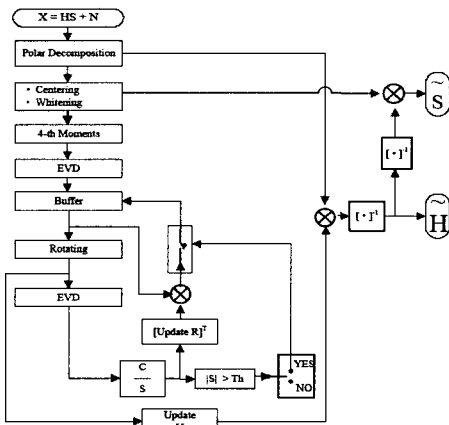 X = HS + N
Polar Decomposition
• Centering
• Whitening
4-th Moments
EVD
Buffer
Rotating
EVD
[Update R]ᵀ
C
S
|S| > Th
YES
NO
Update
[ • ]⁻¹
[ • ]⁻¹
S̃
H̃